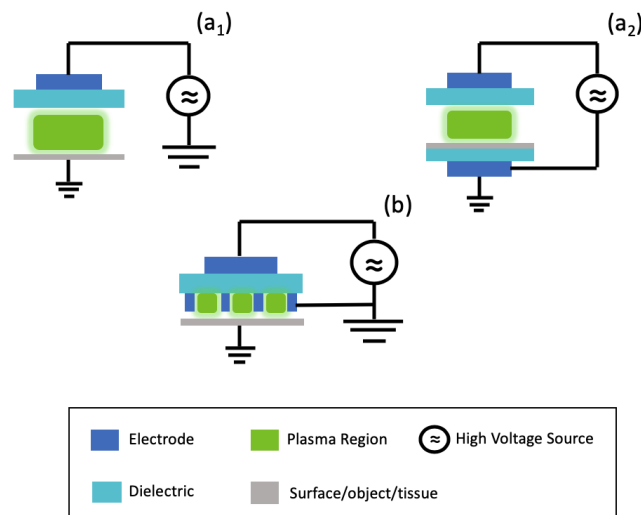 (a₁)
(a₂)
(b)
Electrode
Plasma Region
High Voltage Source
Dielectric
Surface/object/tissue